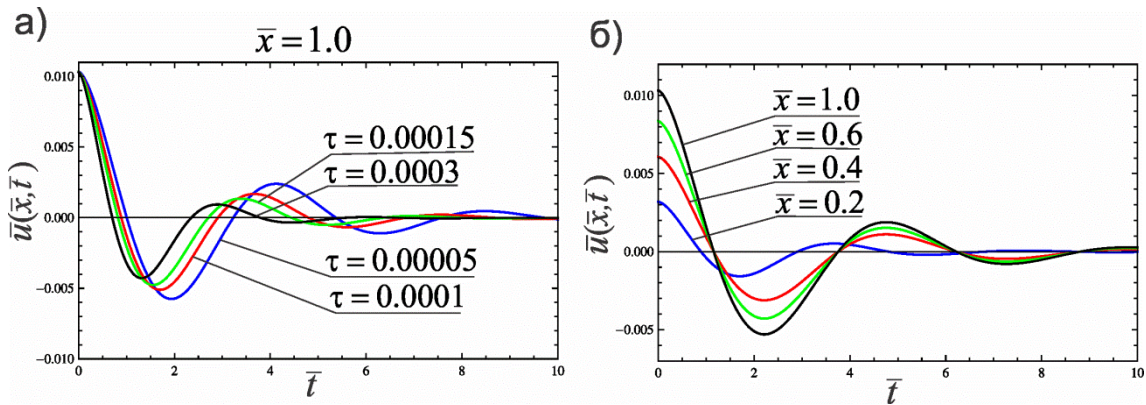 а)
x̅ = 1.0
u̅(x̅,t̅)
0.010
0.005
0.000
−0.005
−0.010
τ = 0.00015
τ = 0.0003
τ = 0.00005
τ = 0.0001
0 2 4 6 8 10
t̅
б)
u̅(x̅,t̅)
0.010
0.005
0.000
−0.005
x̅ = 1.0
x̅ = 0.6
x̅ = 0.4
x̅ = 0.2
0 2 4 6 8 10
t̅